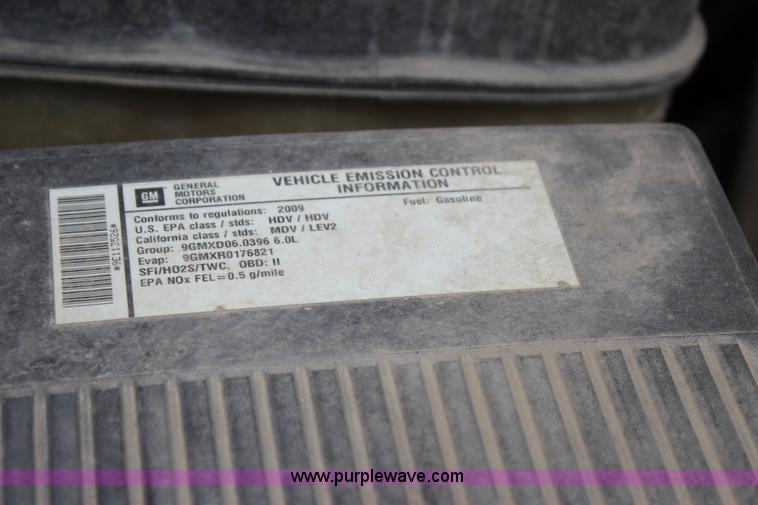 GM
GENERAL
MOTORS
CORPORATION
VEHICLE EMISSION CONTROL
INFORMATION
Conforms to regulations: 2009
Fuel: Gasoline
U.S. EPA class / stds: HDV / HDV
California class / stds: MDV / LEV2
Group: 9GMXD06.0396 6.0L
Evap: 9GMXR0176821
SFI/HO2S/TWC, OBD: II
EPA NOx FEL=0.5 g/mile
*9E113526*
www.purplewave.com